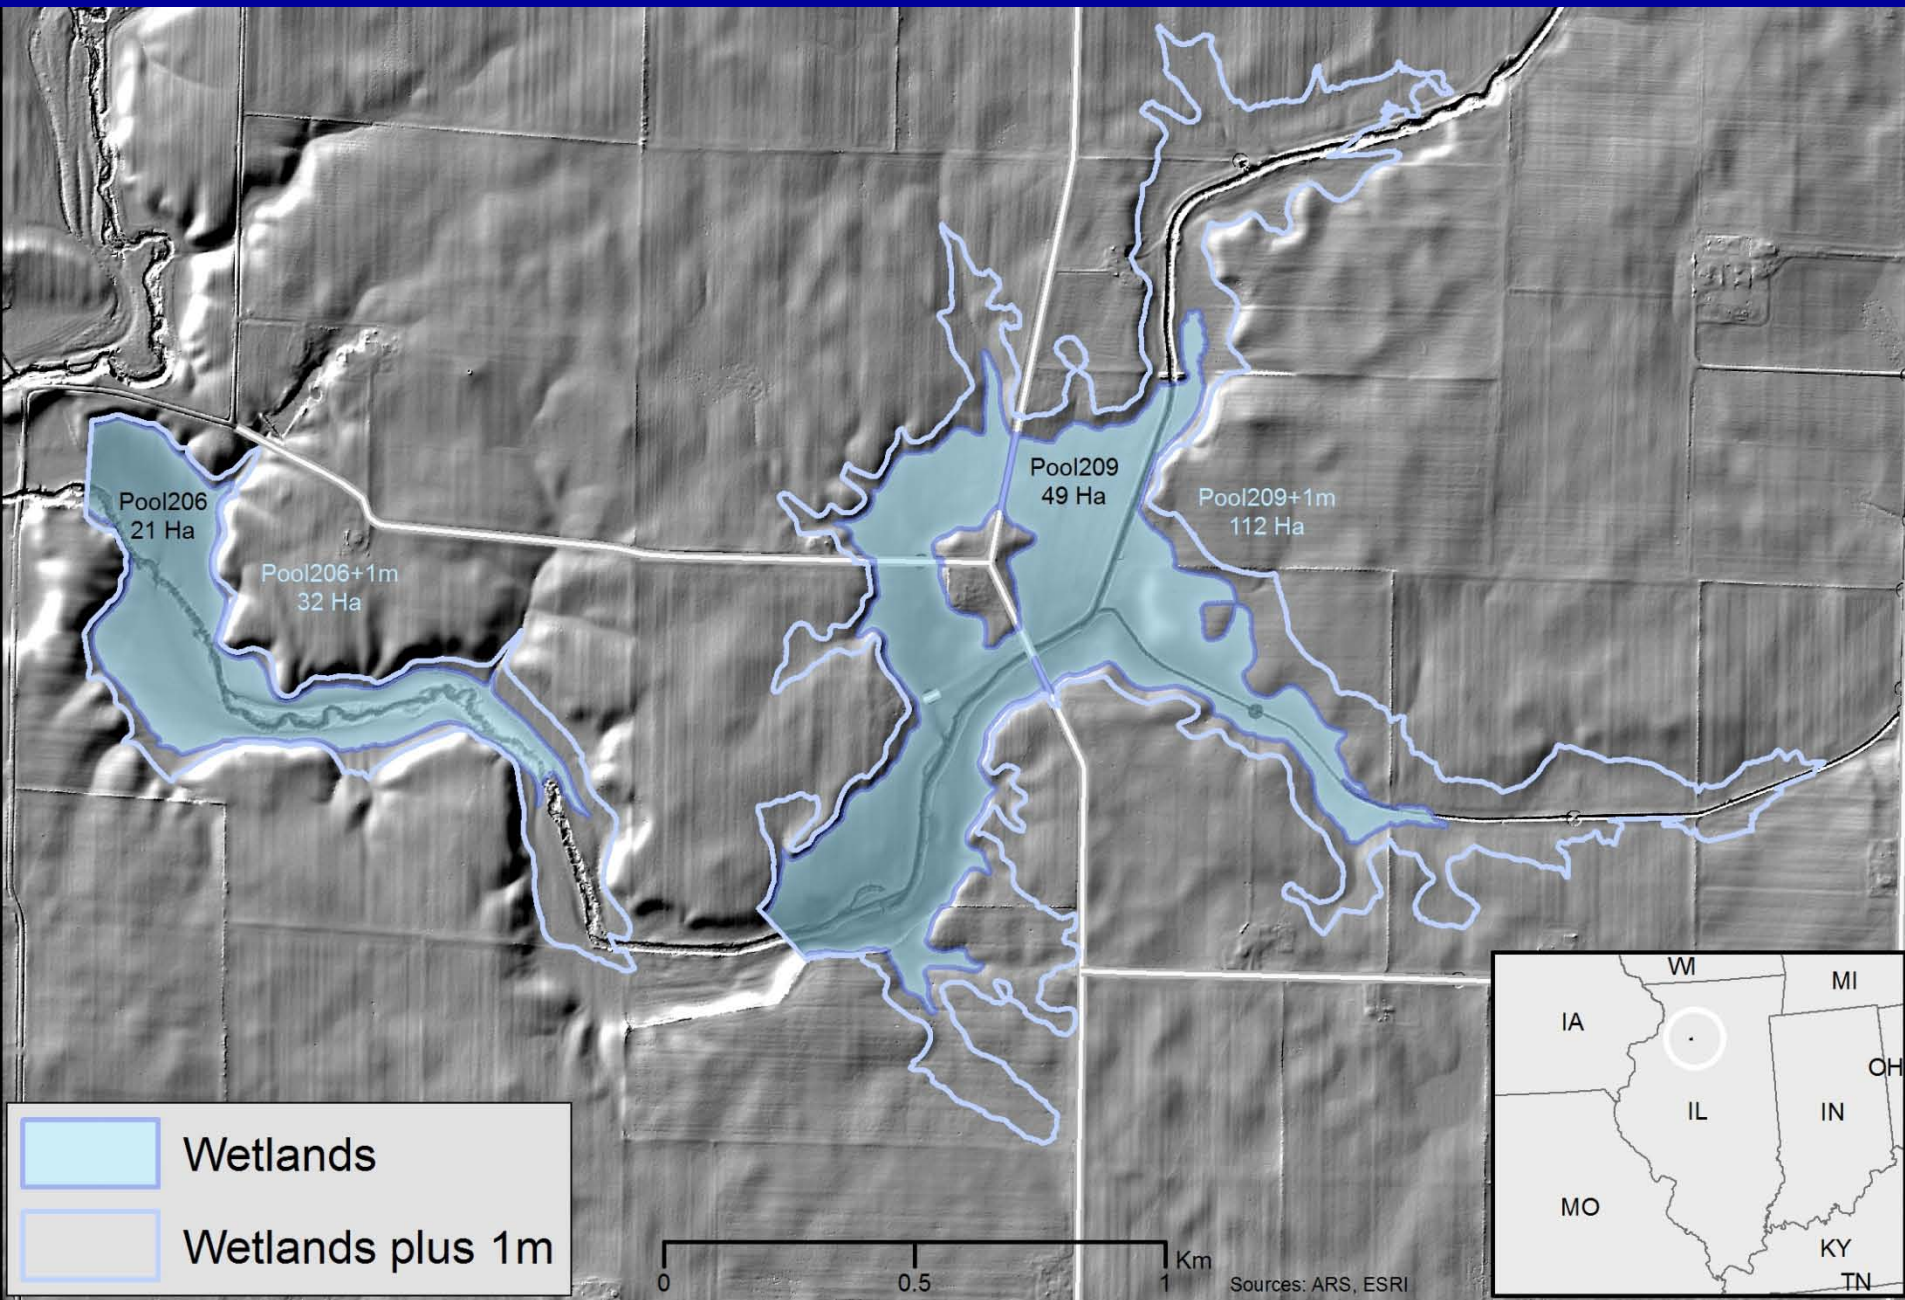 Pool206
21 Ha
Pool206+1m
32 Ha
Pool209
49 Ha
Pool209+1m
112 Ha
Wetlands
Wetlands plus 1m
0
0.5
1
Km
Sources: ARS, ESRI
WI
MI
IA
OH
IL
IN
MO
KY
TN